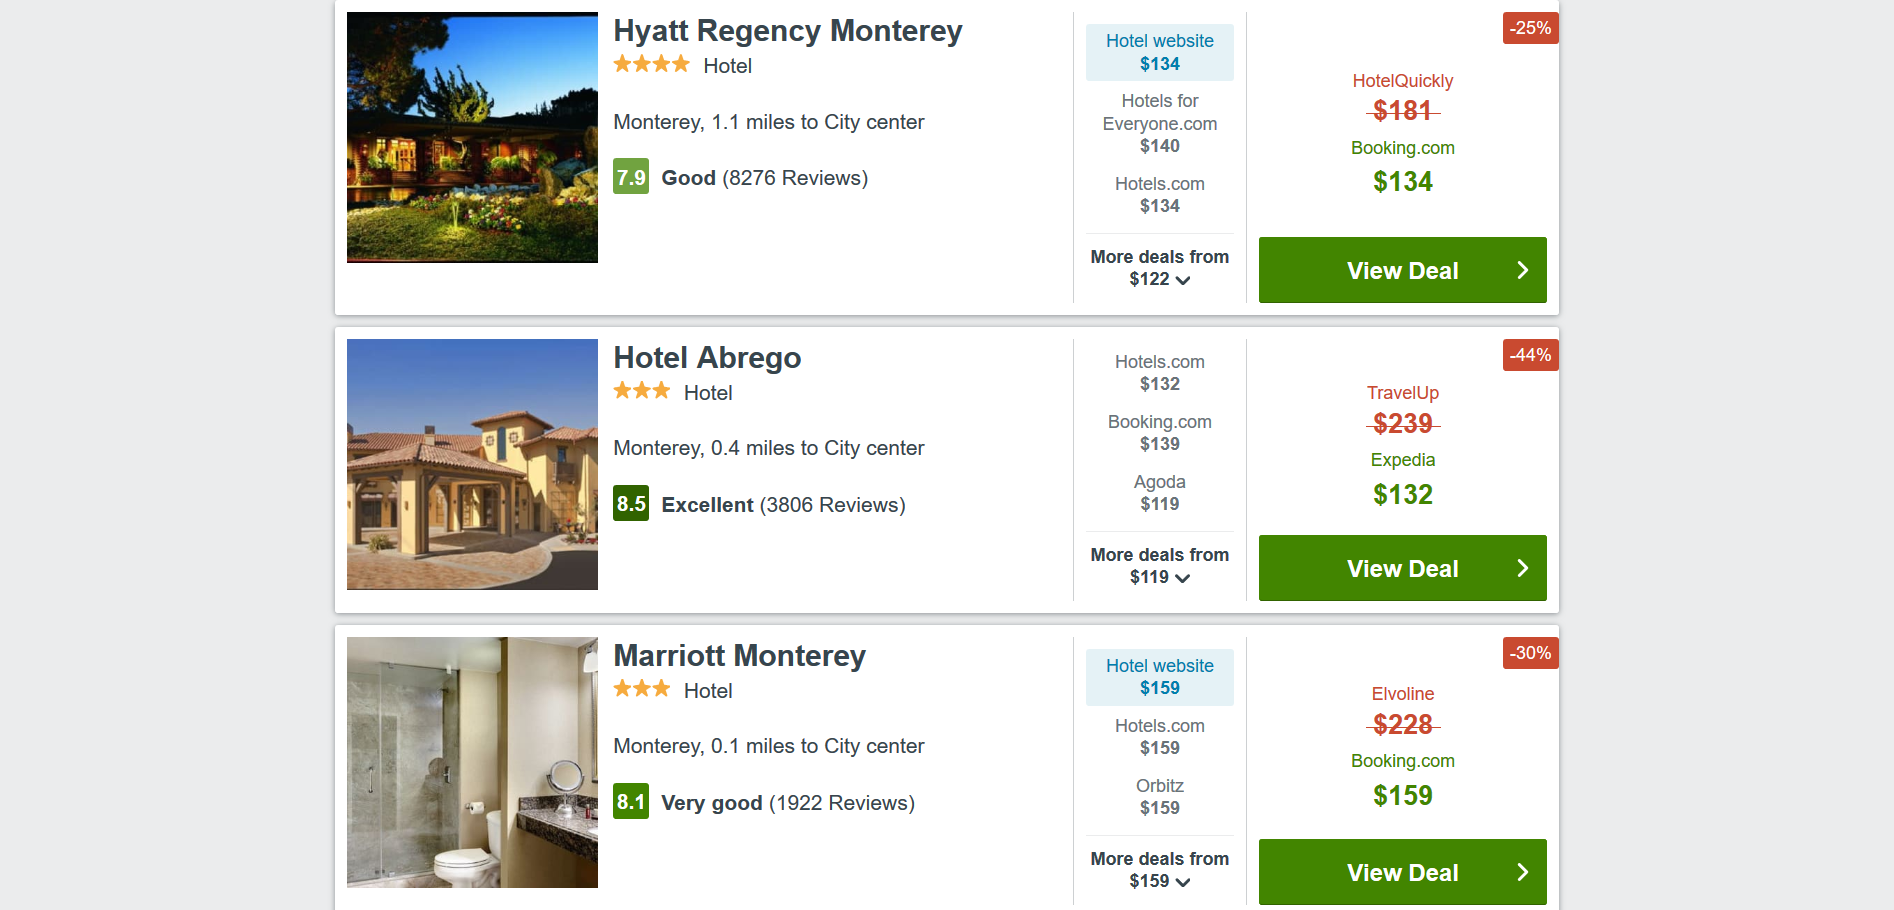 Hyatt Regency Monterey
Hotel
Monterey, 1.1 miles to City center
7.9 Good (8276 Reviews)
Hotel website
$134
Hotels for
Everyone.com
$140
Hotels.com
$134
More deals from
$122
-25%
HotelQuickly
$181
Booking.com
$134
View Deal
Hotel Abrego
Hotel
Monterey, 0.4 miles to City center
8.5 Excellent (3806 Reviews)
Hotels.com
$132
Booking.com
$139
Agoda
$119
More deals from
$119
-44%
TravelUp
$239
Expedia
$132
View Deal
Marriott Monterey
Hotel
Monterey, 0.1 miles to City center
8.1 Very good (1922 Reviews)
Hotel website
$159
Hotels.com
$159
Orbitz
$159
More deals from
$159
-30%
Elvoline
$228
Booking.com
$159
View Deal